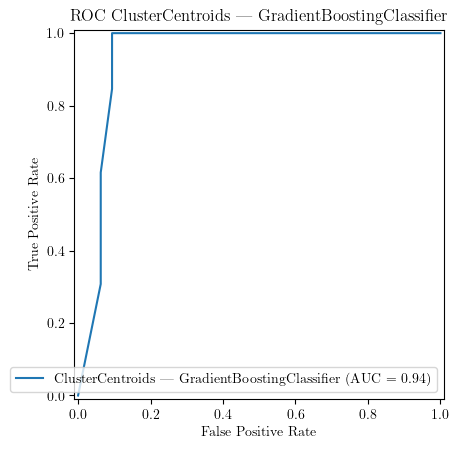 ROC ClusterCentroids — GradientBoostingClassifier
1.0
0.8
0.6
0.4
0.2
0.0
True Positive Rate
ClusterCentroids — GradientBoostingClassifier (AUC = 0.94)
0.0 0.2 0.4 0.6 0.8 1.0
False Positive Rate